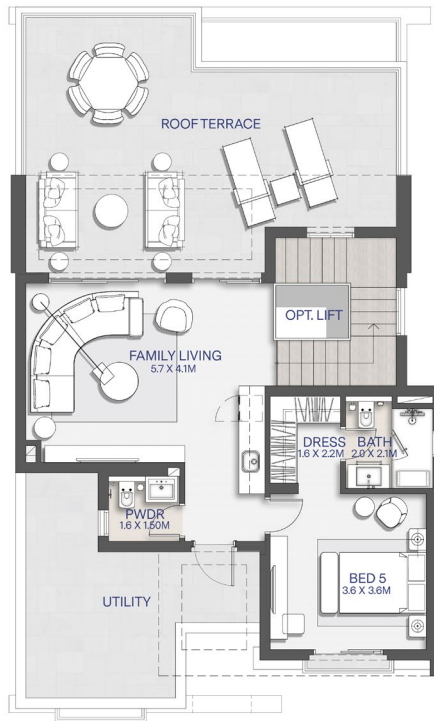 ROOF TERRACE
OPT. LIFT
FAMILY LIVING
5.7 X 4.1M
DRESS
1.6 X 2.2M
BATH
2.0 X 2.1M
PWDR
1.6 X 1.50M
BED 5
3.6 X 3.6M
UTILITY